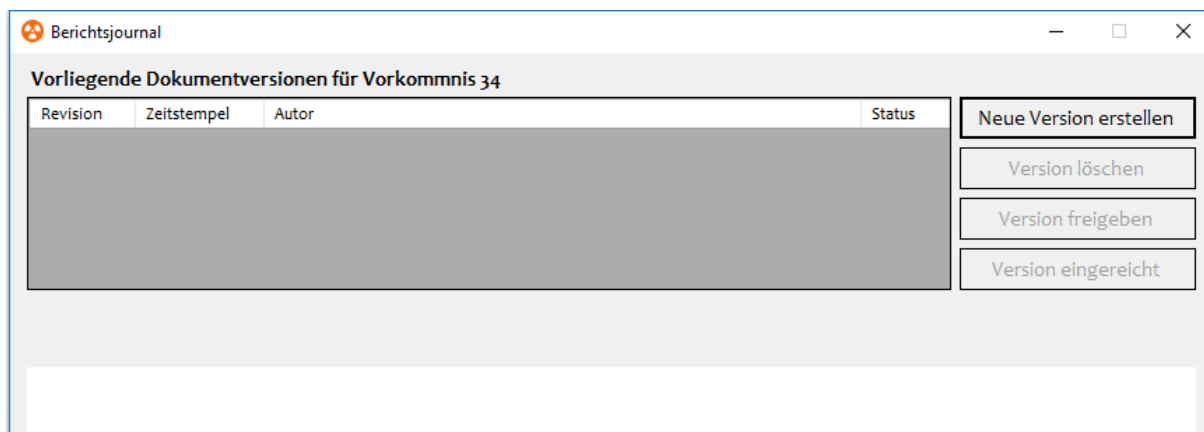 Berichtsjournal
Vorliegende Dokumentversionen für Vorkommnis 34
Revision Zeitstempel Autor Status
Neue Version erstellen
Version löschen
Version freigeben
Version eingereicht